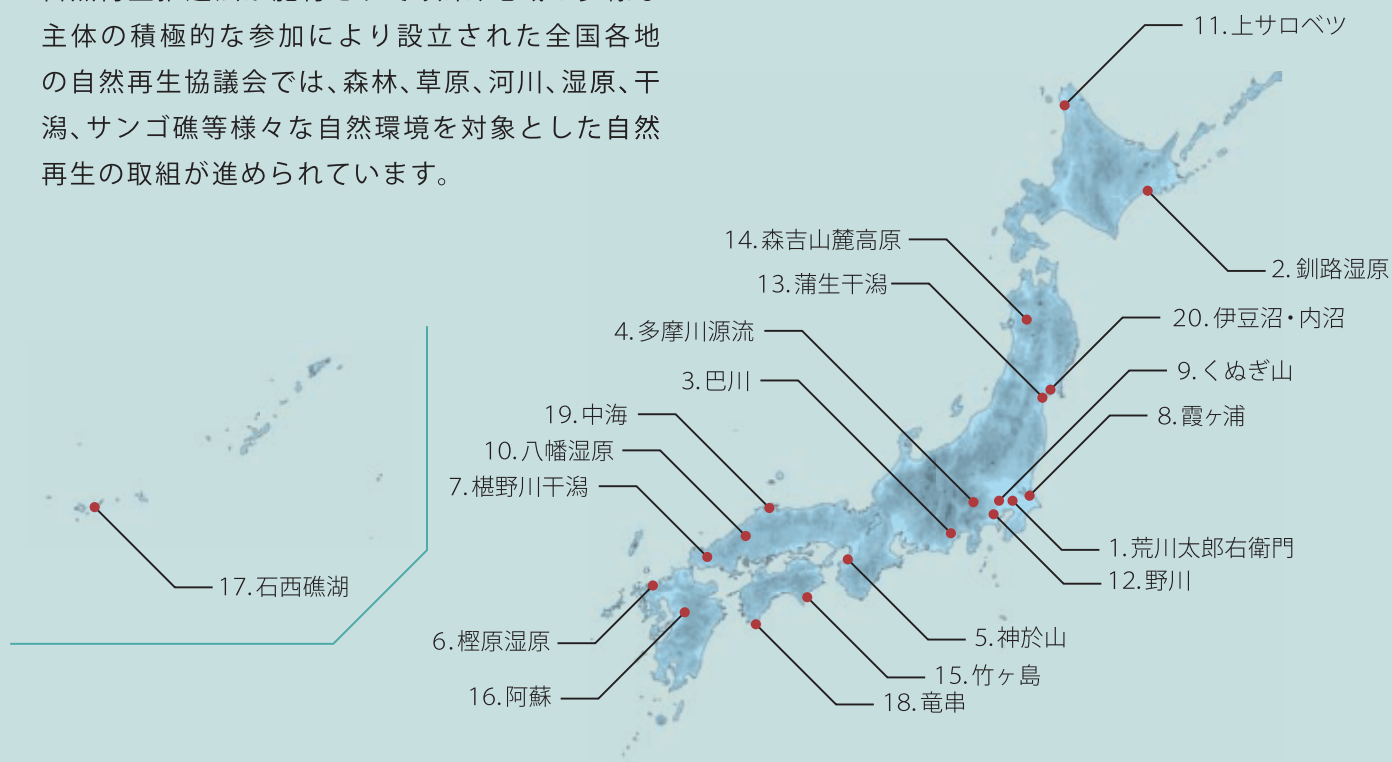 主体の積極的な参加により設立された全国各地
の自然再生協議会では、森林、草原、河川、湿原、干
潟、サンゴ礁等様々な自然環境を対象とした自然
再生の取組が進められています。
11.上サロベツ
2.釧路湿原
14.森吉山麓高原
13.蒲生干潟
20.伊豆沼・内沼
4.多摩川源流
9.くぬぎ山
3.巴川
8.霞ヶ浦
19.中海
10.八幡湿原
7.椹野川干潟
1.荒川太郎右衛門
12.野川
17.石西礁湖
6.樫原湿原
5.神於山
15.竹ヶ島
16.阿蘇
18.竜串